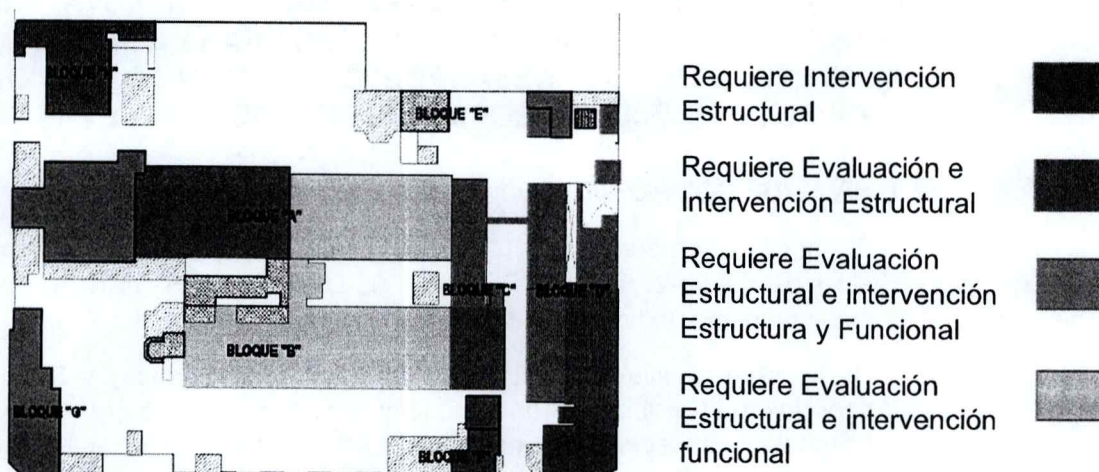 BLOQUE "E"
BLOQUE "A"
BLOQUE "C"
BLOQUE "B"
BLOQUE "G"
Requiere Intervención
Estructural
Requiere Evaluación e
Intervención Estructural
Requiere Evaluación
Estructural e intervención
Estructura y Funcional
Requiere Evaluación
Estructural e intervención
funcional